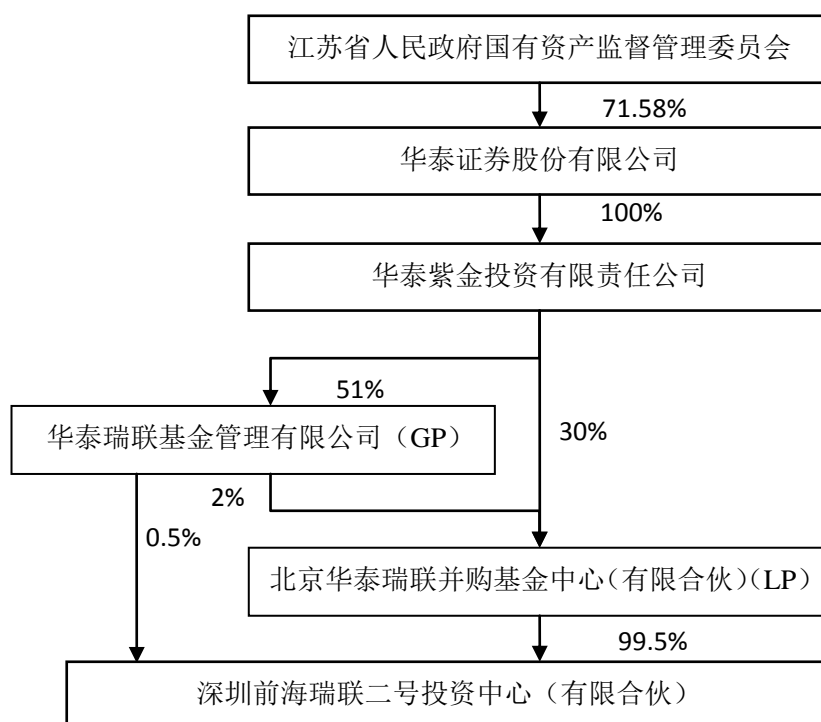 江苏省人民政府国有资产监督管理委员会
71.58%
华泰证券股份有限公司
100%
华泰紫金投资有限责任公司
51%
30%
华泰瑞联基金管理有限公司（GP）
2%
0.5%
北京华泰瑞联并购基金中心（有限合伙）（LP）
99.5%
深圳前海瑞联二号投资中心（有限合伙）